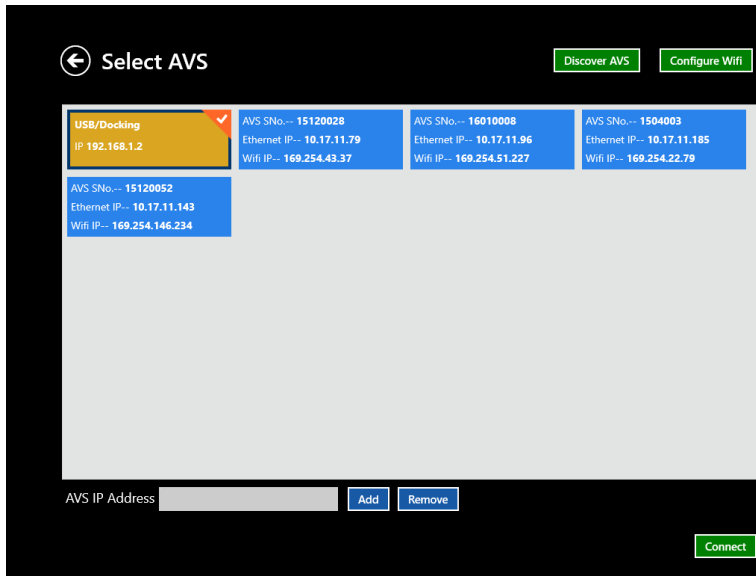 Select AVS
Discover AVS
Configure Wifi
USB/Docking
IP 192.168.1.2
AVS SNo.-- 15120028
Ethernet IP-- 10.17.11.79
Wifi IP-- 169.254.43.37
AVS SNo.-- 16010008
Ethernet IP-- 10.17.11.96
Wifi IP-- 169.254.51.227
AVS SNo.-- 1504003
Ethernet IP-- 10.17.11.185
Wifi IP-- 169.254.22.79
AVS SNo.-- 15120052
Ethernet IP-- 10.17.11.143
Wifi IP-- 169.254.146.234
AVS IP Address
Add
Remove
Connect